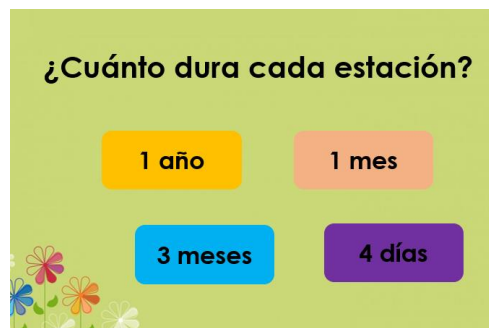 ¿Cuánto dura cada estación?
1 año
1 mes
3 meses
4 días